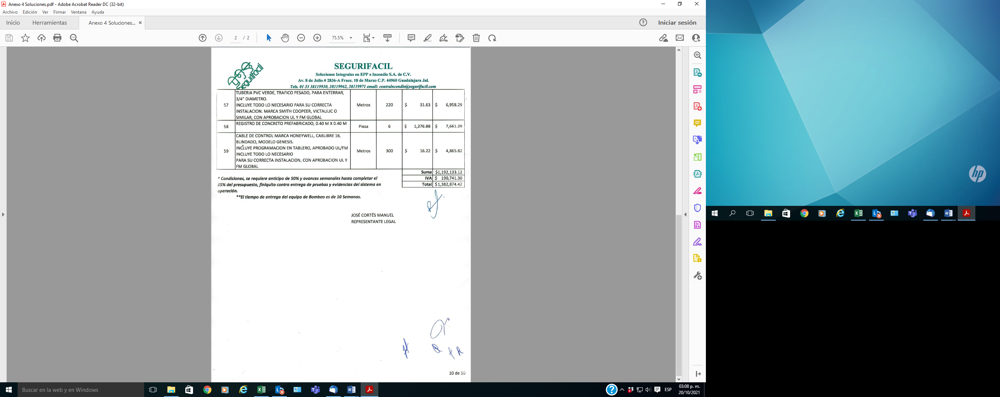 Anexo 4 Soluciones.pdf - Adobe Acrobat Reader DC (32-bit)
Archivo Edición Ver Firmar Ventana Ayuda
Inicio Herramientas Anexo 4 Soluciones... × Iniciar sesión
2 / 2 75.5%
Segurifacil
SEGURIFACIL
Soluciones Integrales en EPP e Incendio S.A. de C.V.
Av. 8 de Julio # 2836-A Fracc. 18 de Marzo C.P. 44960 Guadalajara Jal.
Tels. 01 33 38119930, 38119962, 38119971 email: contraincendio@segurifacil.com
TUBERIA PVC VERDE, TRAFICO PESADO, PARA ENTERRAR,
3/4" DIAMETRO.
57 INCLUYE TODO LO NECESARIO PARA SU CORRECTA Metros 220 $ 31.63 $ 6,958.29
INSTALACION. MARCA SMITH COOPEER, VICTAULIC O
SIMILAR, CON APROBACION UL Y FM GLOBAL
58 REGISTRO DE CONCRETO PREFABRICADO, 0.40 M X 0.40 M Pieza 6 $ 1,276.88 $ 7,661.29
CABLE DE CONTROL MARCA HONEYWELL, CABLIBRE 16,
BLINDADO, MODELO GENESIS.
INCLUYE PROGRAMACION EN TABLERO, APROBADO UL/FM
59 INCLUYE TODO LO NECESARIO Metros 300 $ 16.22 $ 4,865.82
PARA SU CORRECTA INSTALACION, CON APROBACION UL Y
FM GLOBAL
Suma $1,192,133.12
IVA $ 190,741.30
Total $1,382,874.42
* Condiciones, se requiere anticipo de 50% y avances semanales hasta completar el
85% del presupuesto, finiquito contra entrega de pruebas y evidencias del sistema en
operación.
**El tiempo de entrega del equipo de Bombeo es de 10 Semanas.
JOSÉ CORTÉS MANUEL
REPRESENTANTE LEGAL
10 de 10
hp
Buscar en la web y en Windows
ESP
03:08 p. m.
20/10/2021